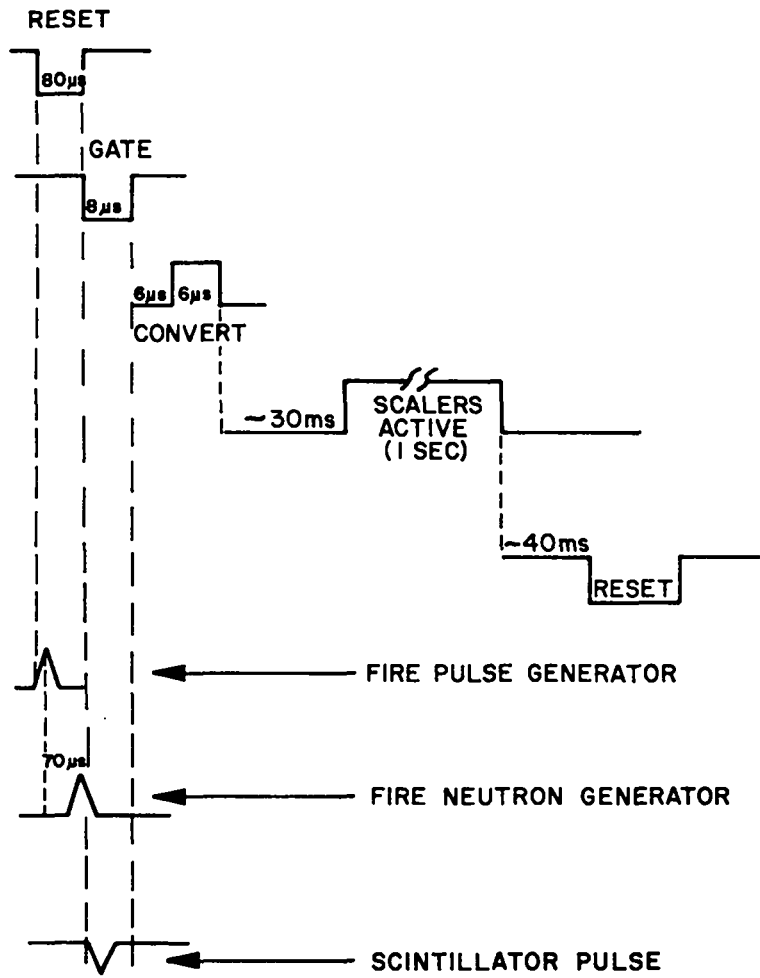 RESET
80μs
GATE
8μs
6μs 6μs
CONVERT
~30ms
SCALERS
ACTIVE
(1 SEC)
~40ms
RESET
FIRE PULSE GENERATOR
70μs
FIRE NEUTRON GENERATOR
SCINTILLATOR PULSE